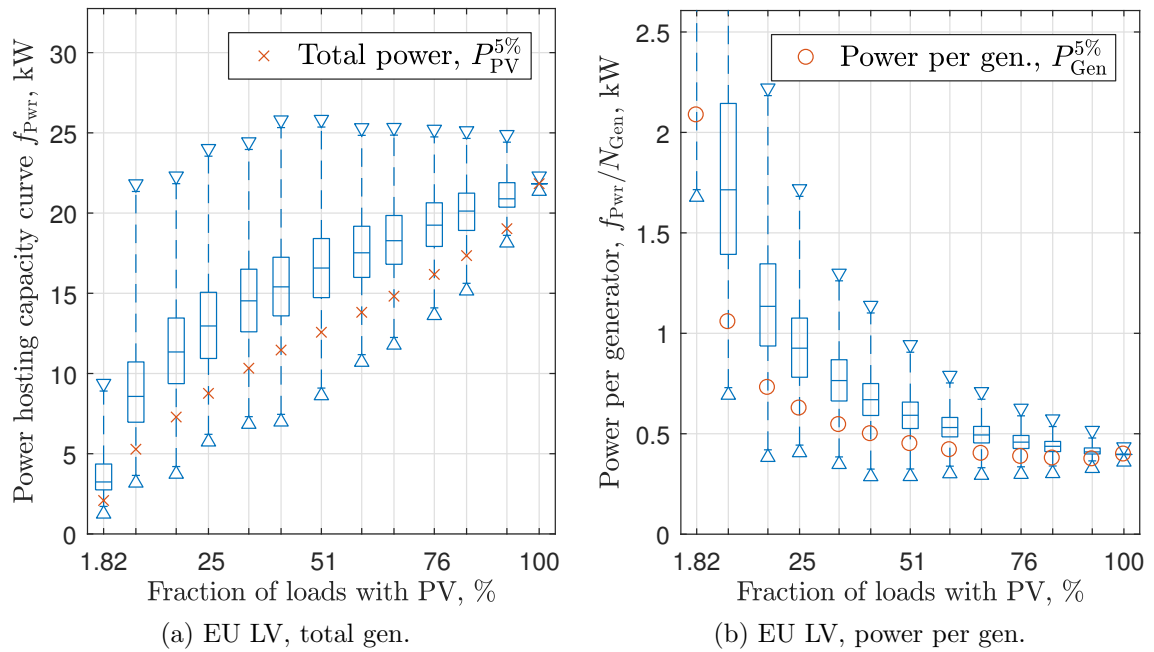 Power hosting capacity curve f_Pwr, kW
30
25
20
15
10
5
0
× Total power, P_PV^5%
1.82 25 51 76 100
Fraction of loads with PV, %
(a) EU LV, total gen.
Power per generator, f_Pwr/N_Gen, kW
2.5
2
1.5
1
0.5
0
Power per gen., P_Gen^5%
1.82 25 51 76 100
Fraction of loads with PV, %
(b) EU LV, power per gen.